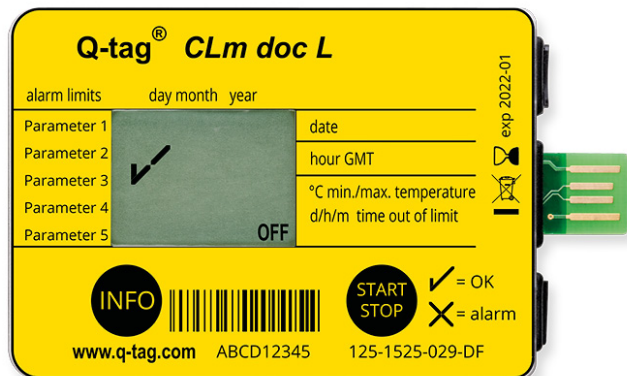 Q-tag® CLm doc L
alarm limits day month year
exp 2022-01
Parameter 1
Parameter 2
Parameter 3
Parameter 4
Parameter 5
OFF
date
hour GMT
°C min./max. temperature
d/h/m time out of limit
INFO
START
STOP
= OK
= alarm
www.q-tag.com ABCD12345 125-1525-029-DF